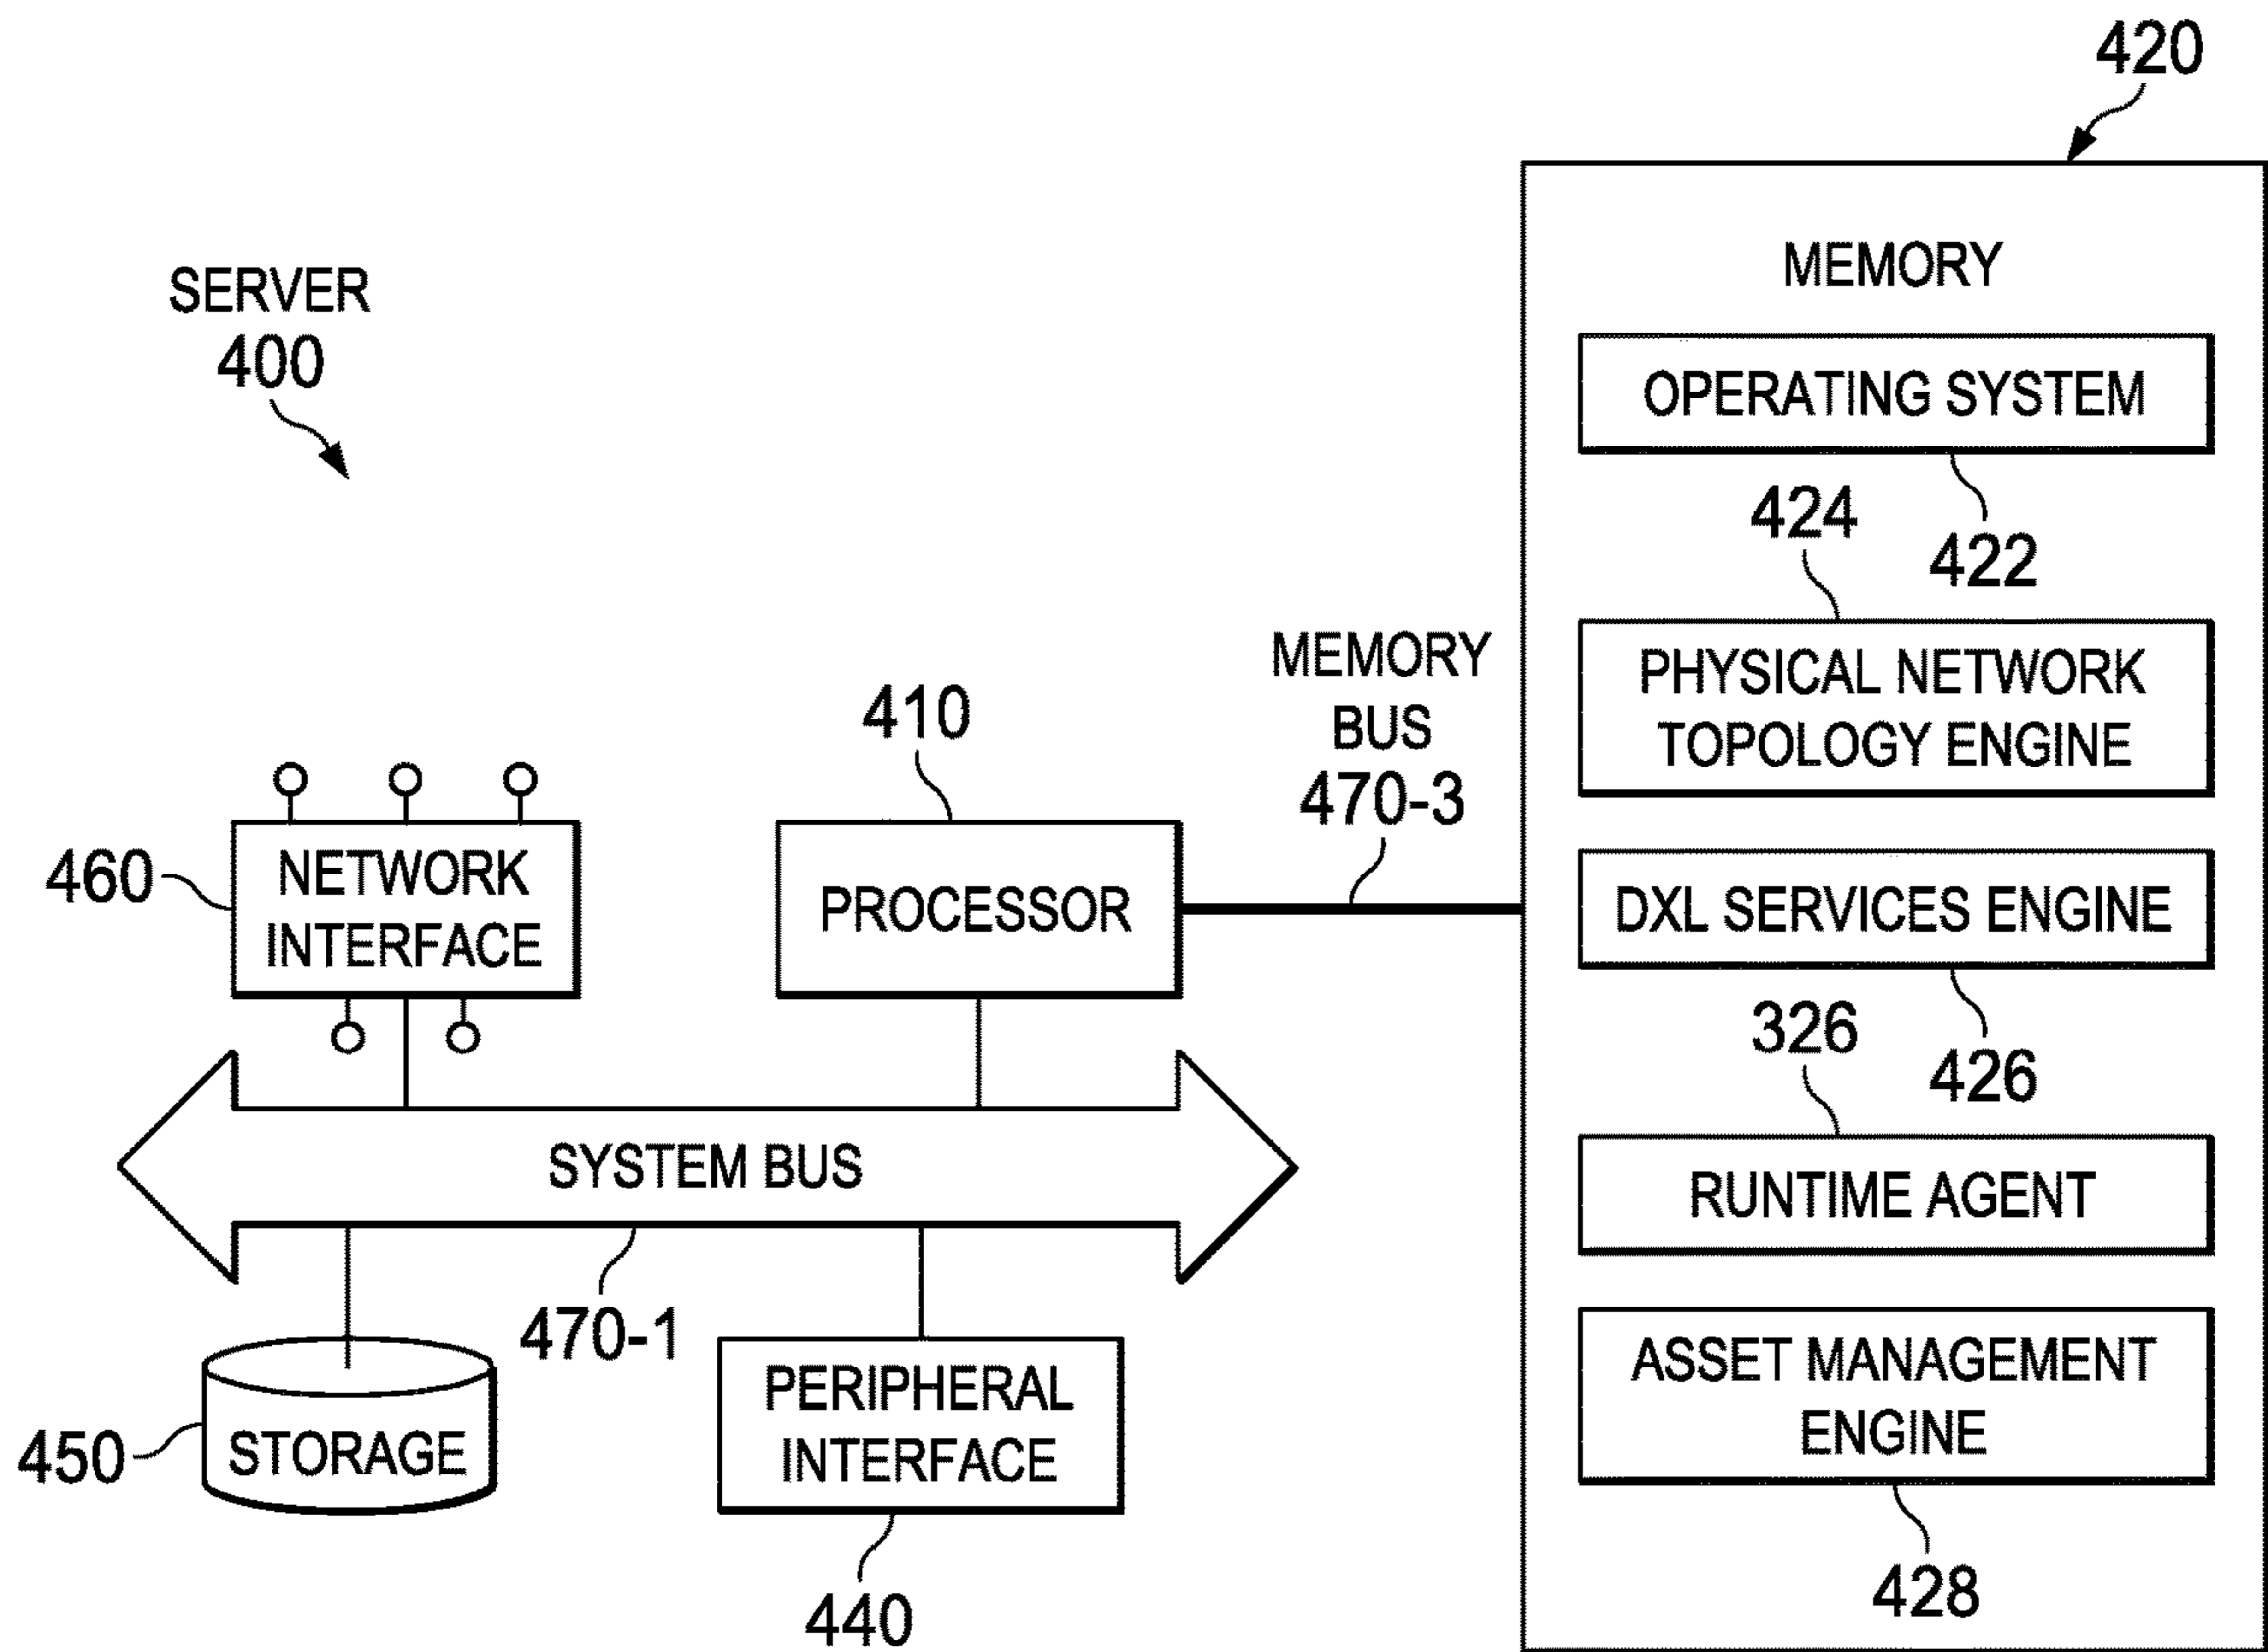 420
SERVER
400
MEMORY
OPERATING SYSTEM
424
422
PHYSICAL NETWORK
TOPOLOGY ENGINE
MEMORY
BUS
470-3
410
460
NETWORK
INTERFACE
PROCESSOR
DXL SERVICES ENGINE
326
426
SYSTEM BUS
RUNTIME AGENT
470-1
450
STORAGE
PERIPHERAL
INTERFACE
440
ASSET MANAGEMENT
ENGINE
428